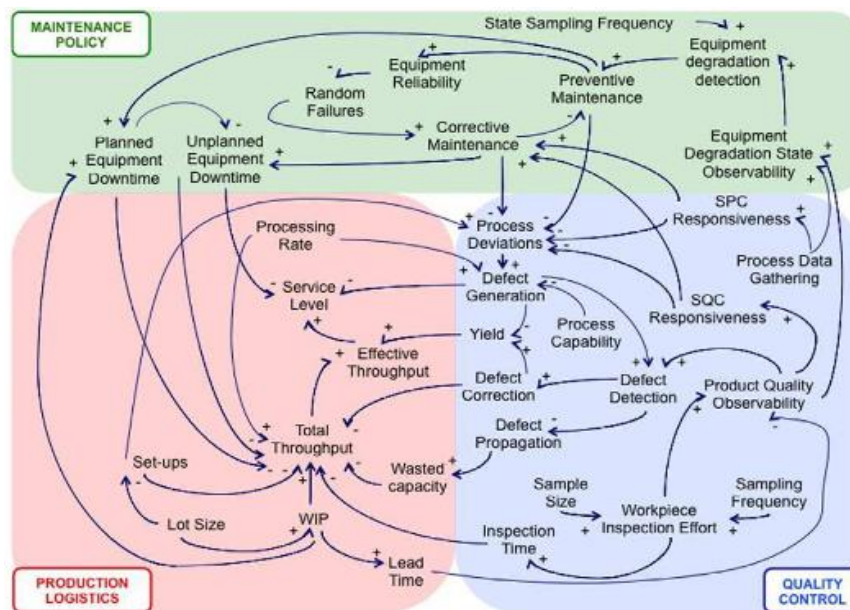 MAINTENANCE
POLICY
State Sampling Frequency
Equipment
degradation
detection
Equipment
Reliability
Preventive
Maintenance
Random
Failures
Planned
Equipment
Downtime
Unplanned
Equipment
Downtime
Corrective
Maintenance
Equipment
Degradation State
Observability
SPC
Responsiveness
Process
Deviations
Processing
Rate
Process Data
Gathering
Service
Level
Defect
Generation
SQC
Responsiveness
Yield
Process
Capability
Effective
Throughput
Defect
Correction
Defect
Detection
Product Quality
Observability
Total
Throughput
Defect
Propagation
Set-ups
Wasted
capacity
Sample
Size
Sampling
Frequency
Lot Size
WIP
Inspection
Time
Workpiece
Inspection Effort
Lead
Time
PRODUCTION
LOGISTICS
QUALITY
CONTROL